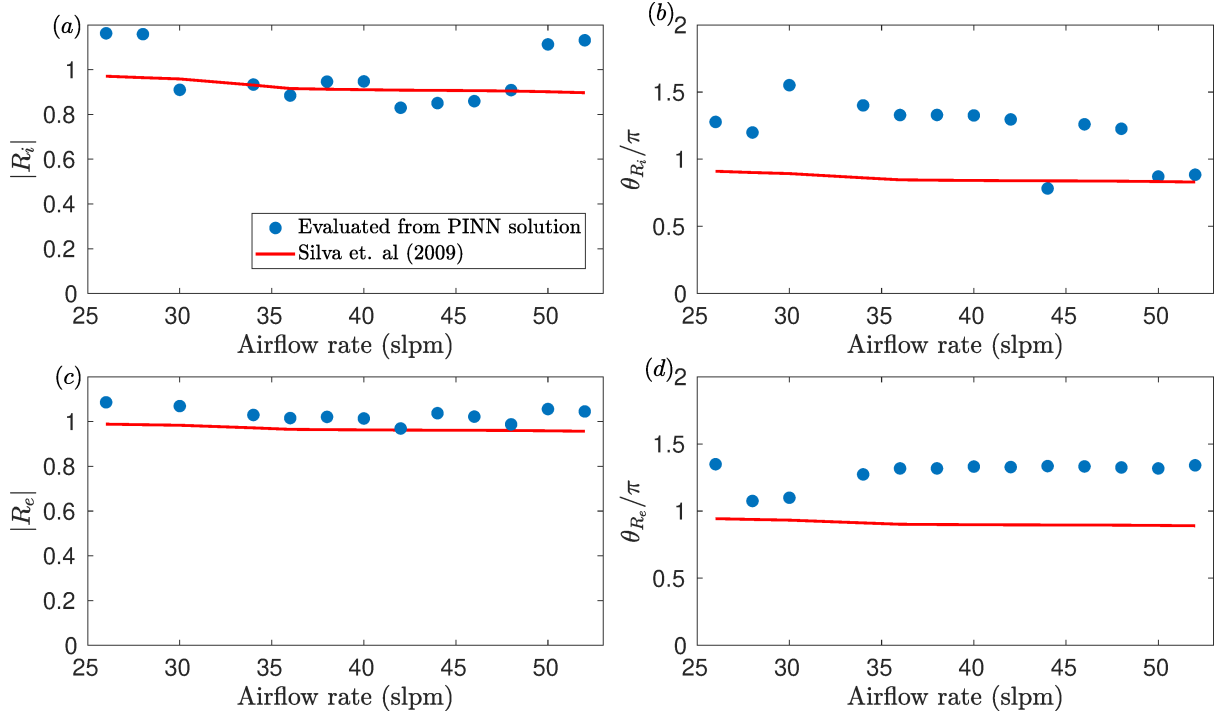 (a)
1
0.8
0.6
0.4
0.2
0
|R_i|
Evaluated from PINN solution
Silva et. al (2009)
25 30 35 40 45 50
Airflow rate (slpm)
(b)
2
1.5
1
0.5
0
θ_{R_i}/π
25 30 35 40 45 50
Airflow rate (slpm)
(c)
1
0.8
0.6
0.4
0.2
0
|R_e|
25 30 35 40 45 50
Airflow rate (slpm)
(d)
2
1.5
1
0.5
0
θ_{R_e}/π
25 30 35 40 45 50
Airflow rate (slpm)